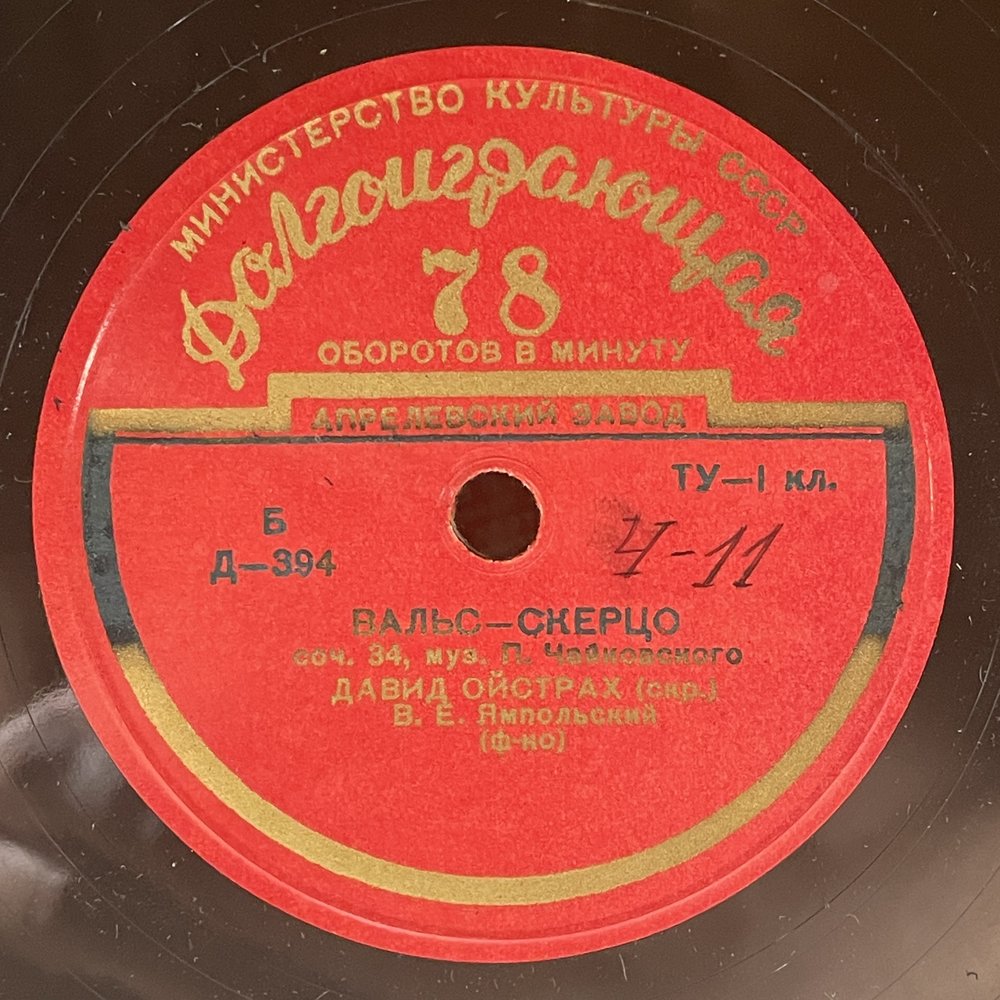 МИНИСТЕРСТВО КУЛЬТУРЫ СССР
Долгоиграющая
78
ОБОРОТОВ В МИНУТУ
АПРЕЛЕВСКИЙ ЗАВОД
ТУ—I кл.
Б
Д—394
Ч-11
ВАЛЬС—СКЕРЦО
соч. 34, муз. П. Чайковского
ДАВИД ОЙСТРАХ (скр.)
В. Е. Ямпольский
(ф-но)